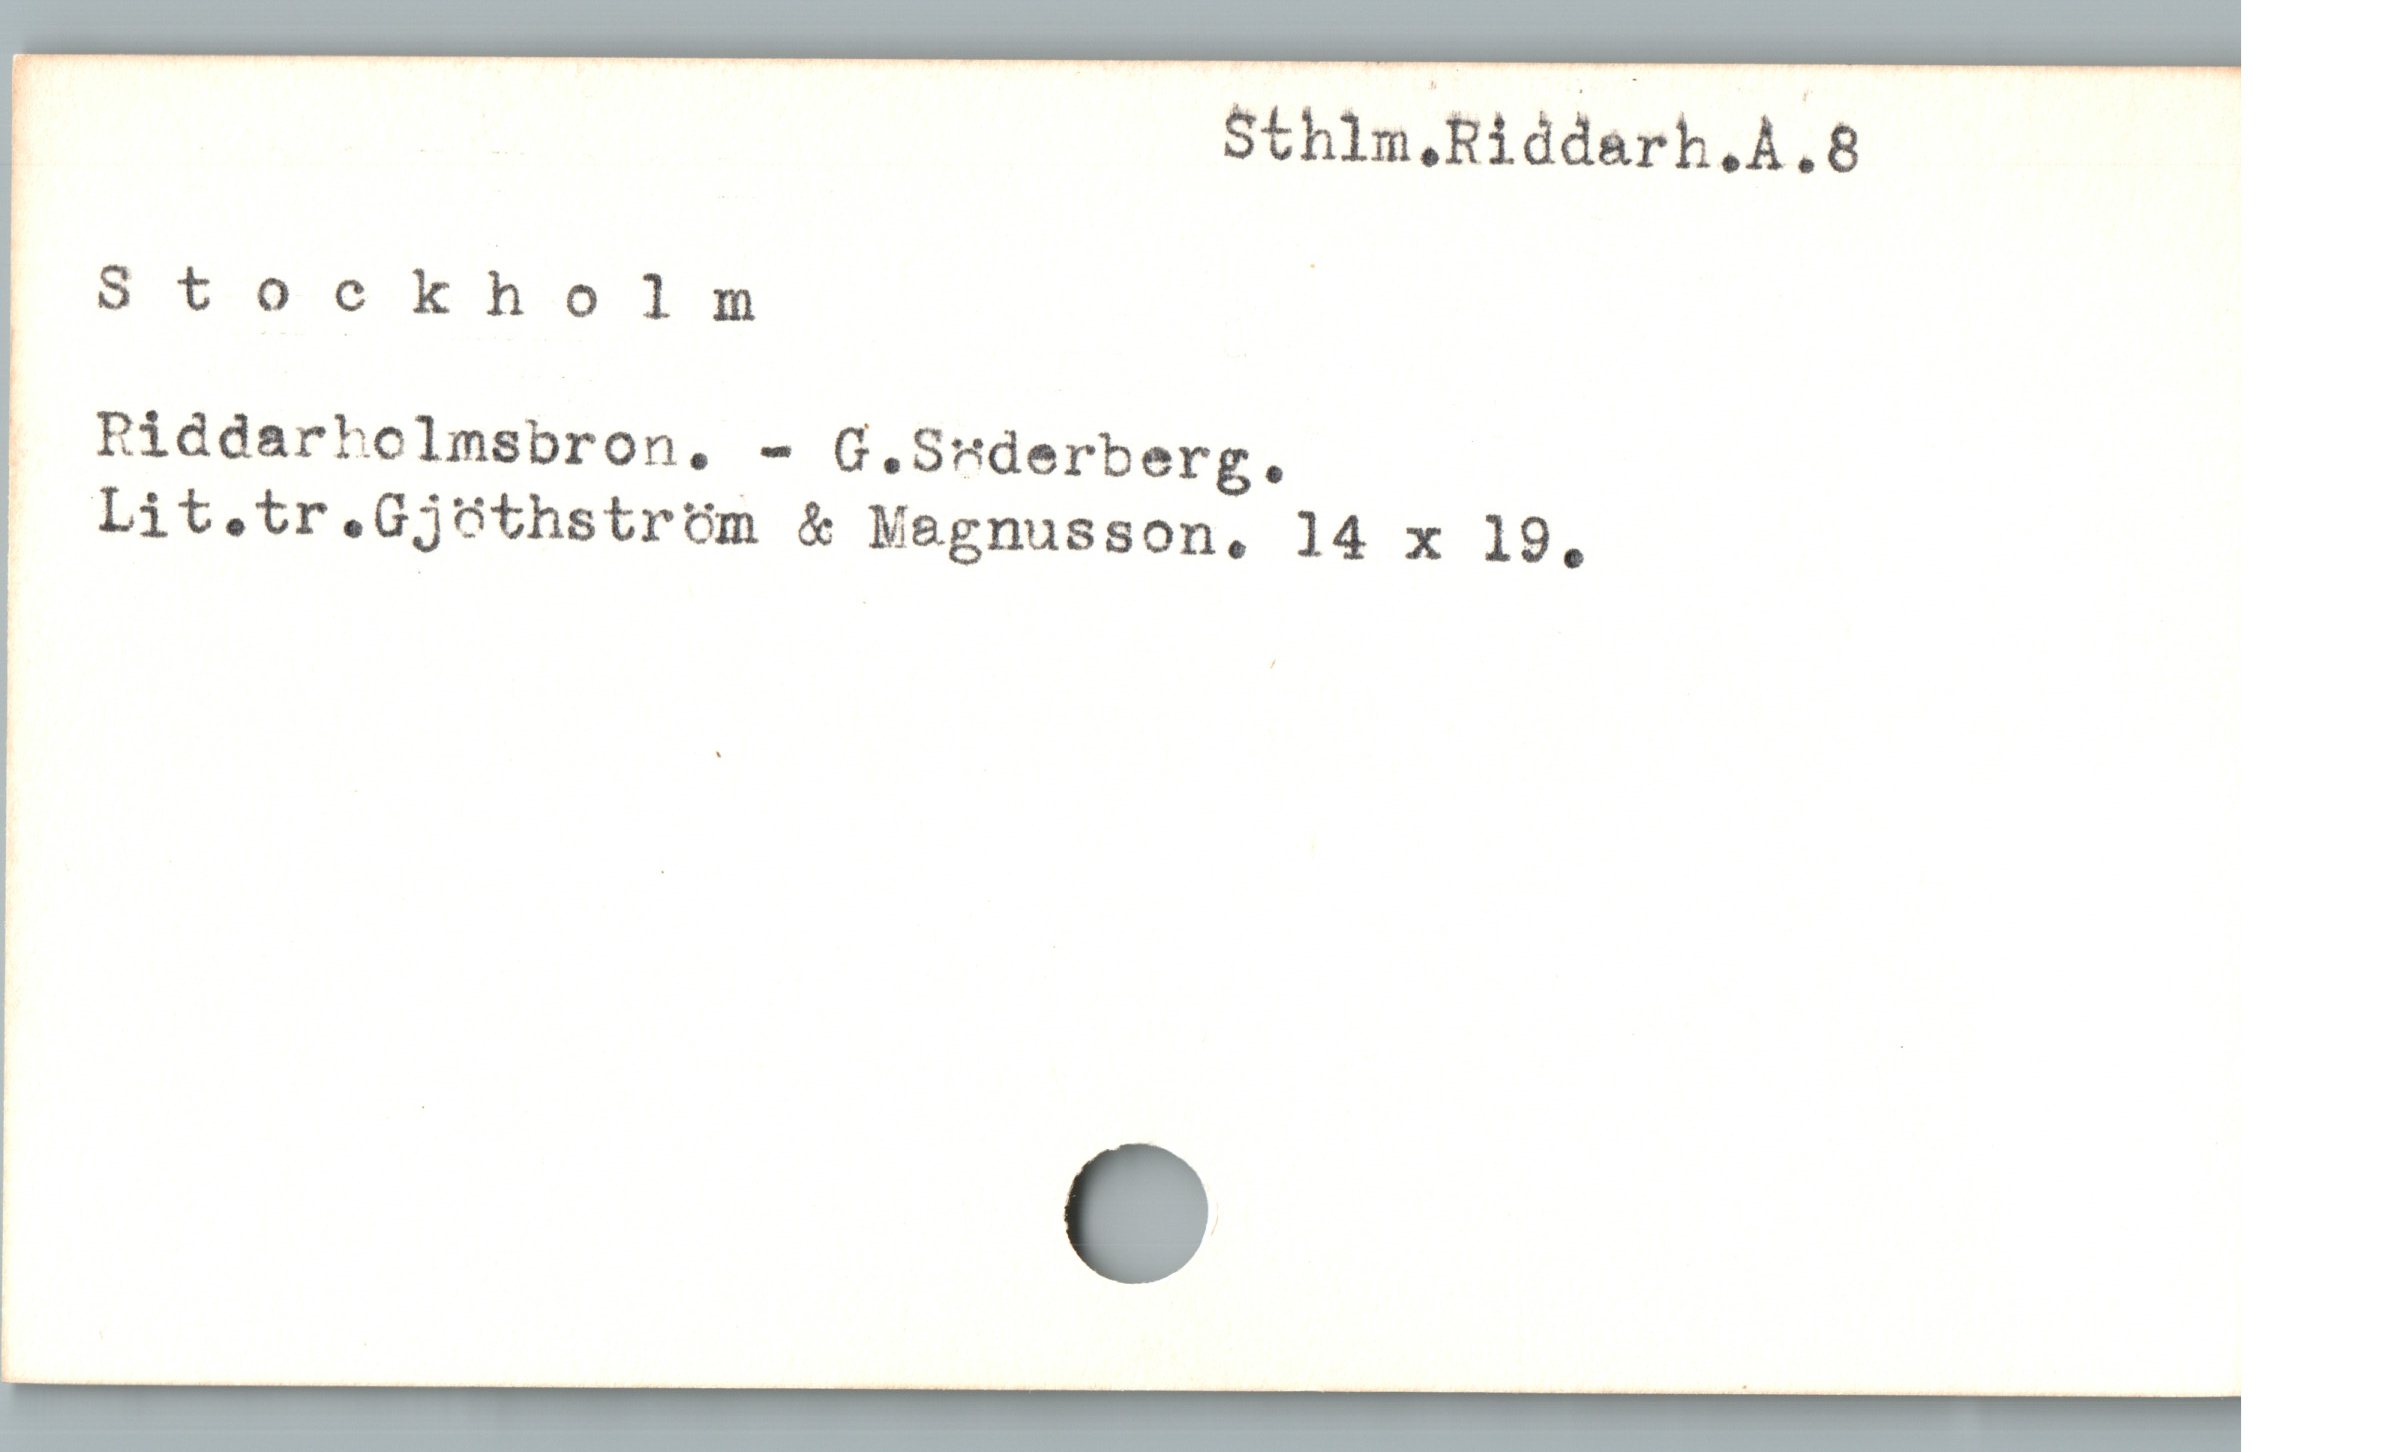 Sthlm.Riddarh.A.8
S t o c k h o l m
Riddarholmsbron. - G.Söderberg.
Lit.tr.Gjöthström & Magnusson. 14 x 19.